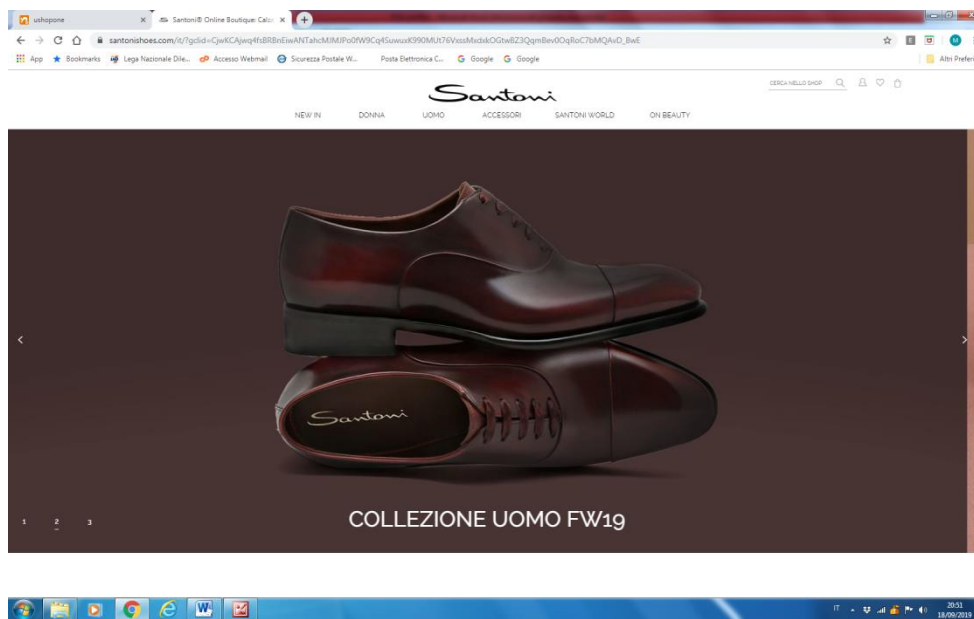 ushopone
Santoni® Online Boutique: Calz
santonishoes.com/it/?gclid=
App
Bookmarks
Lega Nazionale Dile...
Accesso Webmail
Sicurezza Postale W...
Posta Elettronica C...
Google
Google
Altri Preferi
Santoni
CERCA NELLO SHOP
NEW IN
DONNA
UOMO
ACCESSORI
SANTONI WORLD
ON BEAUTY
Santoni
1 2 3
COLLEZIONE UOMO FW19
IT
20:51
18/09/2019